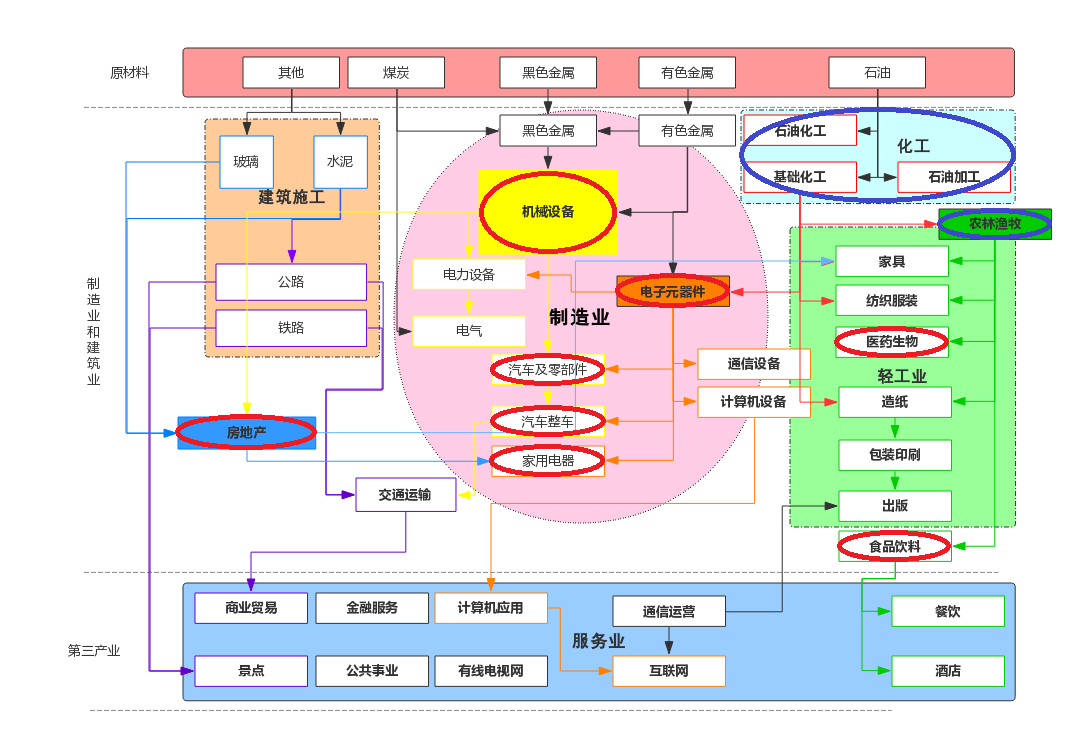 原材料
其他
煤炭
黑色金属
有色金属
石油
制造业和建筑业
玻璃
水泥
建筑施工
公路
铁路
房地产
交通运输
黑色金属
有色金属
机械设备
电力设备
电气
电子元器件
制造业
汽车及零部件
汽车整车
家用电器
通信设备
计算机设备
石油化工
化工
基础化工
石油加工
农林渔牧
家具
纺织服装
医药生物
轻工业
造纸
包装印刷
出版
食品饮料
第三产业
商业贸易
金融服务
计算机应用
服务业
通信运营
餐饮
景点
公共事业
有线电视网
互联网
酒店